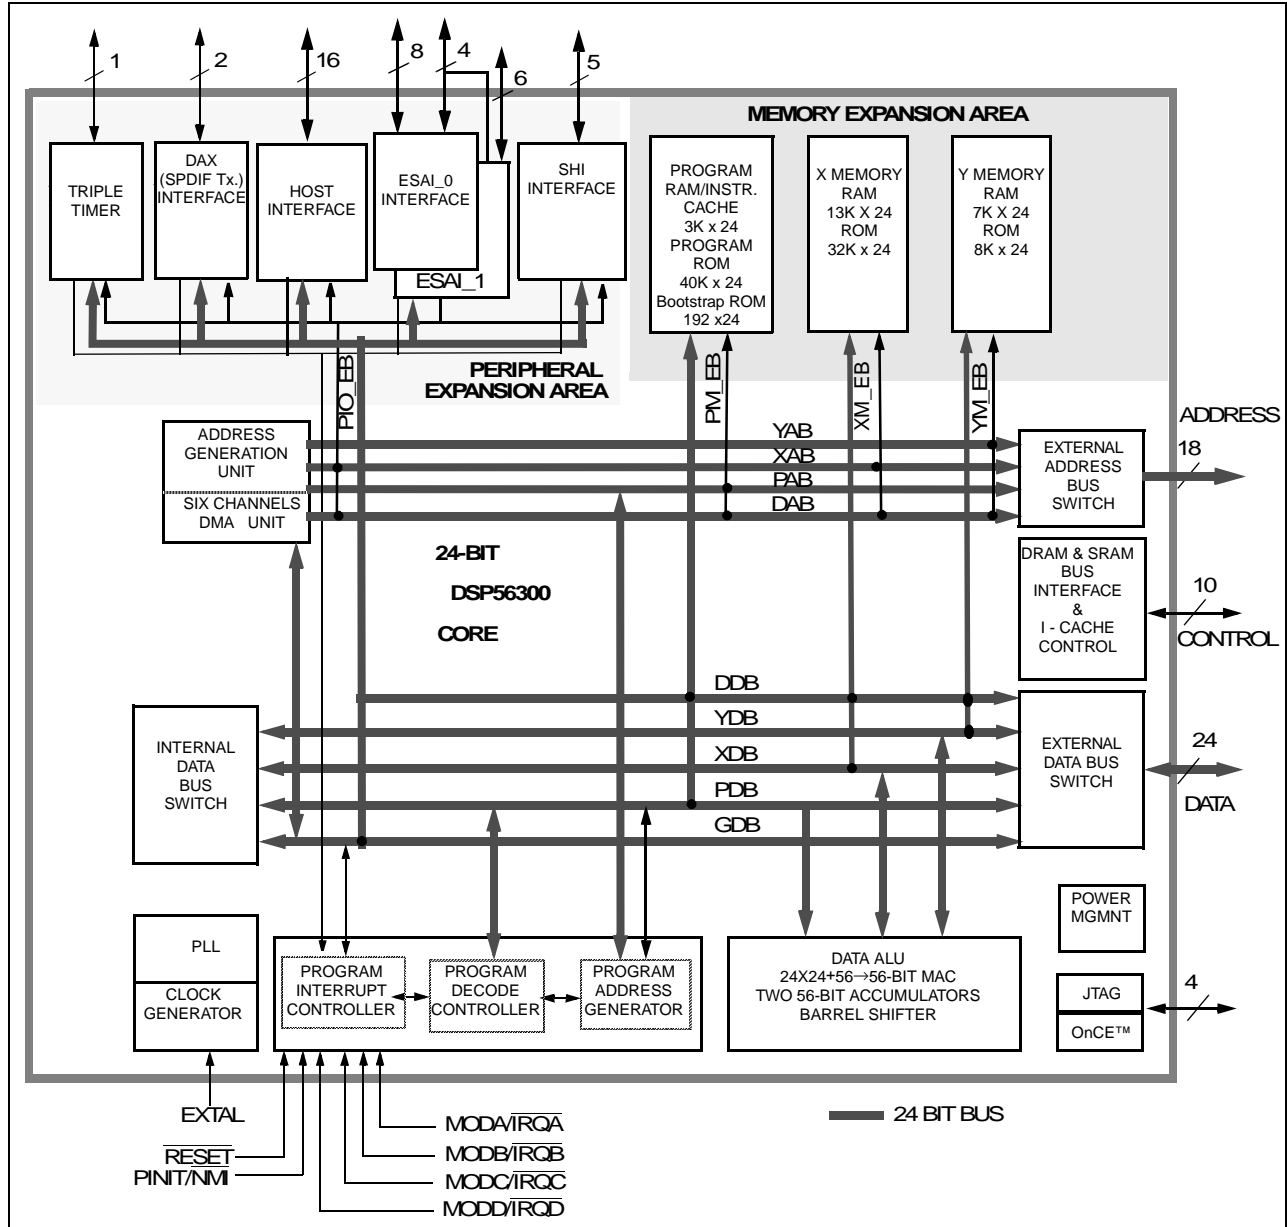 1
2
16
8
4
6
5
MEMORY EXPANSION AREA
TRIPLE
TIMER
DAX
(SPDIF Tx.)
INTERFACE
HOST
INTERFACE
ESAI_0
INTERFACE
ESAI_1
SHI
INTERFACE
PROGRAM
RAM/INSTR.
CACHE
3K x 24
PROGRAM
ROM
40K x 24
Bootstrap ROM
192 x24
X MEMORY
RAM
13K X 24
ROM
32K x 24
Y MEMORY
RAM
7K X 24
ROM
8K x 24
PERIPHERAL
EXPANSION AREA
PIO_EB
PM_EB
XM_EB
YM_EB
ADDRESS
GENERATION
UNIT
SIX CHANNELS
DMA UNIT
YAB
XAB
PAB
DAB
EXTERNAL
ADDRESS
BUS
SWITCH
ADDRESS
18
24-BIT
DSP56300
CORE
DRAM & SRAM
BUS
INTERFACE
&
I - CACHE
CONTROL
10
CONTROL
DDB
YDB
XDB
PDB
GDB
INTERNAL
DATA
BUS
SWITCH
EXTERNAL
DATA BUS
SWITCH
24
DATA
POWER
MGMNT
PLL
CLOCK
GENERATOR
PROGRAM
INTERRUPT
CONTROLLER
PROGRAM
DECODE
CONTROLLER
PROGRAM
ADDRESS
GENERATOR
DATA ALU
24X24+56→56-BIT MAC
TWO 56-BIT ACCUMULATORS
BARREL SHIFTER
JTAG
OnCE™
4
EXTAL
RESET
PINIT/NMI
MODA/IRQA
MODB/IRQB
MODC/IRQC
MODD/IRQD
24 BIT BUS